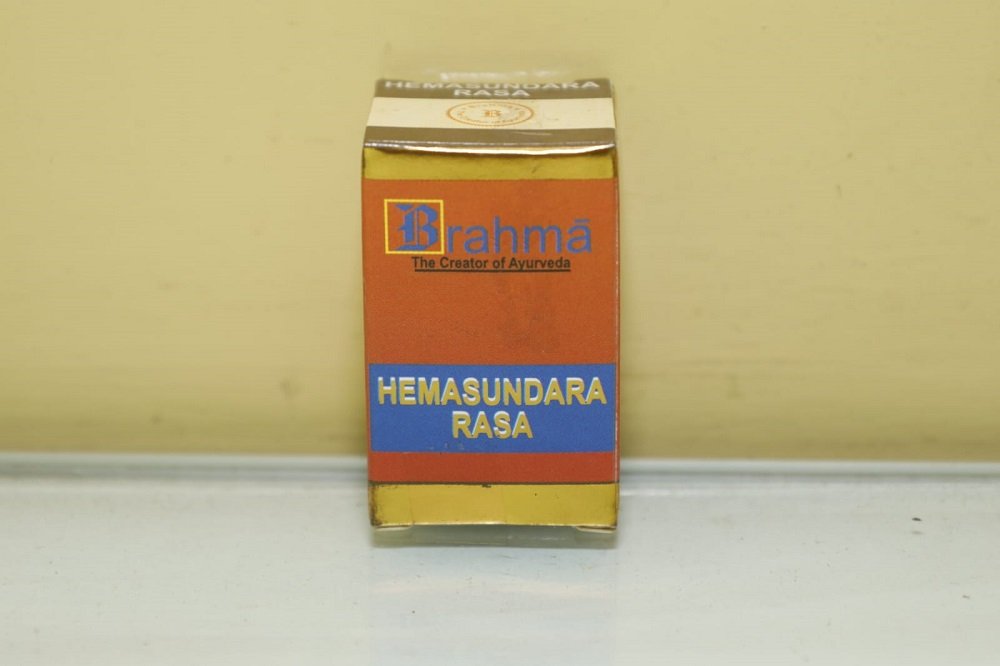 HEMASUNDARA
RASA
B
Brahmā
The Creator of Ayurveda
HEMASUNDARA
RASA